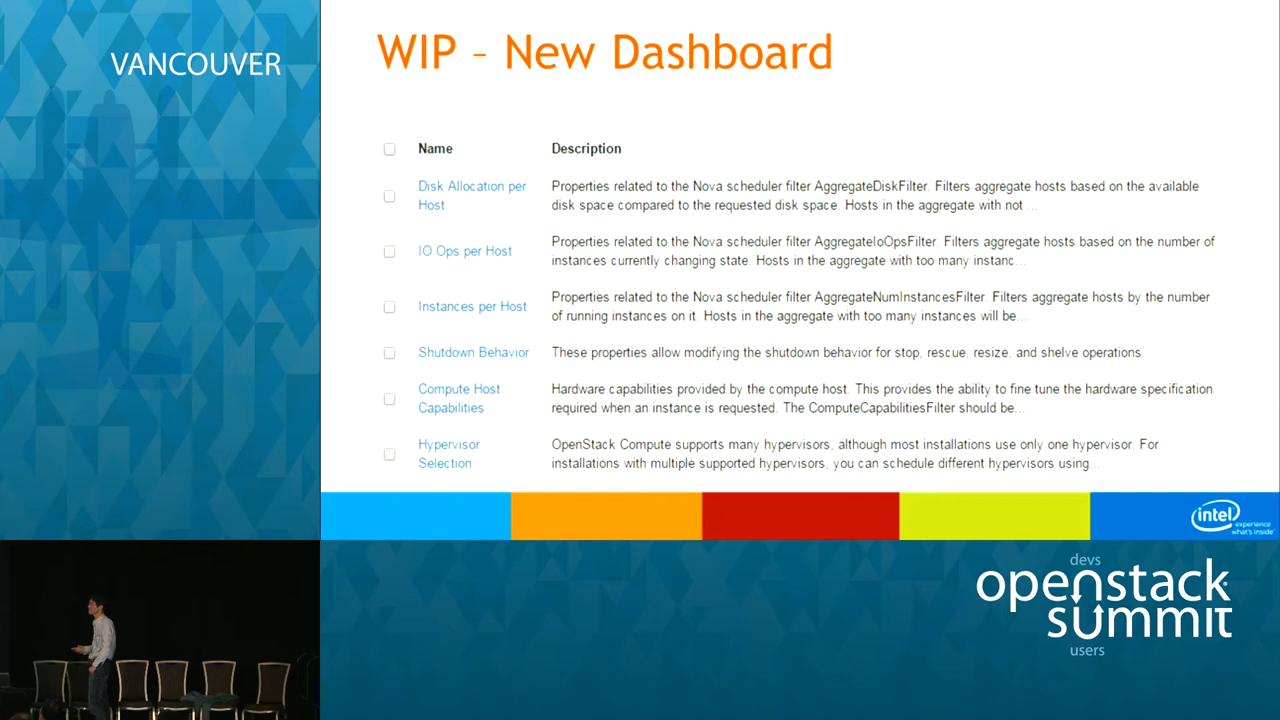 VANCOUVER
WIP - New Dashboard
Name Description
Disk Allocation per Host
Properties related to the Nova scheduler filter AggregateDiskFilter. Filters aggregate hosts based on the available
disk space compared to the requested disk space. Hosts in the aggregate with not ...
IO Ops per Host
Properties related to the Nova scheduler filter AggregateIoOpsFilter. Filters aggregate hosts based on the number of
instances currently changing state. Hosts in the aggregate with too many instanc...
Instances per Host
Properties related to the Nova scheduler filter AggregateNumInstancesFilter. Filters aggregate hosts by the number
of running instances on it. Hosts in the aggregate with too many instances will be...
Shutdown Behavior
These properties allow modifying the shutdown behavior for stop, rescue, resize, and shelve operations.
Compute Host Capabilities
Hardware capabilities provided by the compute host. This provides the ability to fine tune the hardware specification
required when an instance is requested. The ComputeCapabilitiesFilter should be...
Hypervisor Selection
OpenStack Compute supports many hypervisors, although most installations use only one hypervisor. For
installations with multiple supported hypervisors, you can schedule different hypervisors using...
intel
experience
what's inside
devs
openstack
summit
users